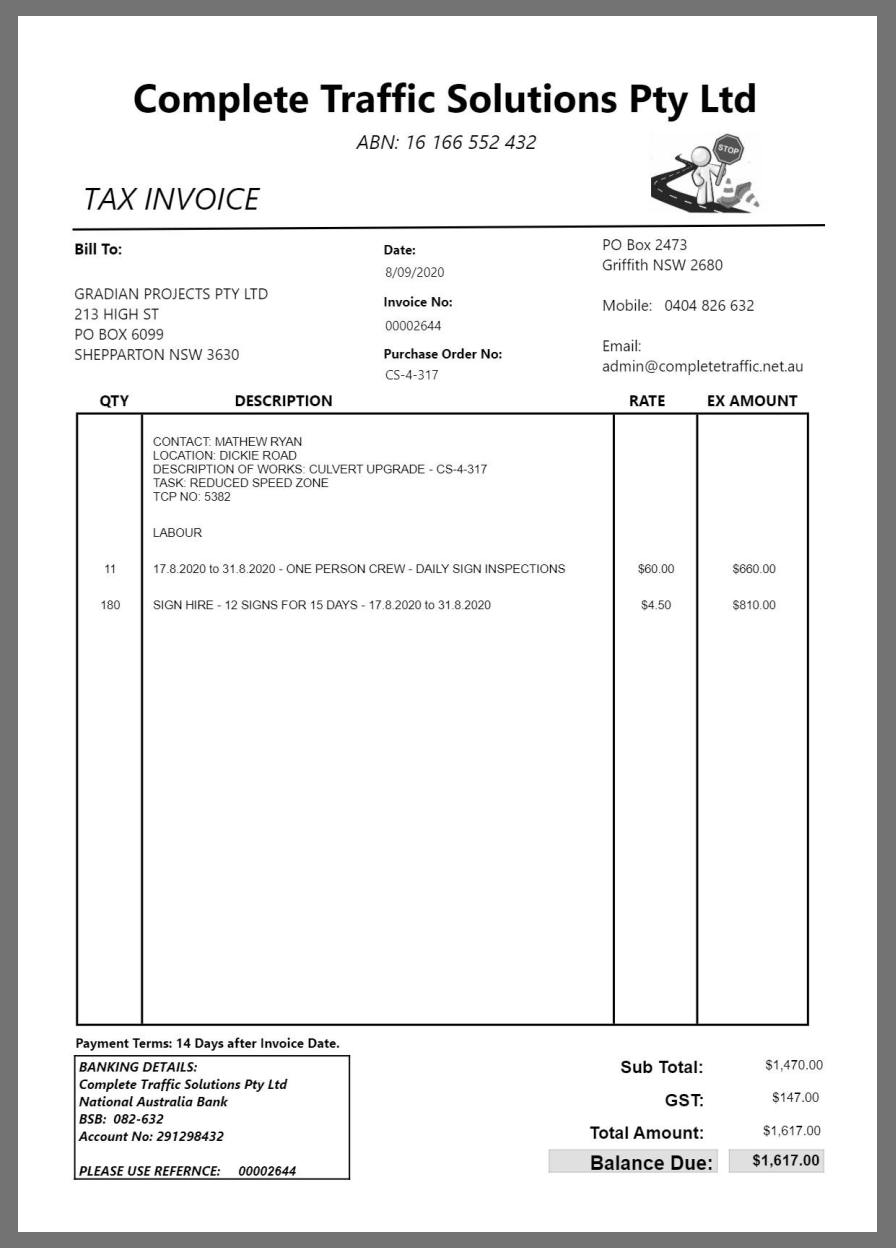 Complete Traffic Solutions Pty Ltd
ABN: 16 166 552 432
STOP
TAX INVOICE
Bill To:
GRADIAN PROJECTS PTY LTD
213 HIGH ST
PO BOX 6099
SHEPPARTON NSW 3630
Date:
8/09/2020
Invoice No:
00002644
Purchase Order No:
CS-4-317
PO Box 2473
Griffith NSW 2680
Mobile: 0404 826 632
Email:
admin@completetraffic.net.au
QTY DESCRIPTION RATE EX AMOUNT
CONTACT: MATHEW RYAN
LOCATION: DICKIE ROAD
DESCRIPTION OF WORKS: CULVERT UPGRADE - CS-4-317
TASK: REDUCED SPEED ZONE
TCP NO: 5382
LABOUR
11 17.8.2020 to 31.8.2020 - ONE PERSON CREW - DAILY SIGN INSPECTIONS $60.00 $660.00
180 SIGN HIRE - 12 SIGNS FOR 15 DAYS - 17.8.2020 to 31.8.2020 $4.50 $810.00
Payment Terms: 14 Days after Invoice Date.
BANKING DETAILS:
Complete Traffic Solutions Pty Ltd
National Australia Bank
BSB: 082-632
Account No: 291298432
PLEASE USE REFERNCE: 00002644
Sub Total: $1,470.00
GST: $147.00
Total Amount: $1,617.00
Balance Due: $1,617.00